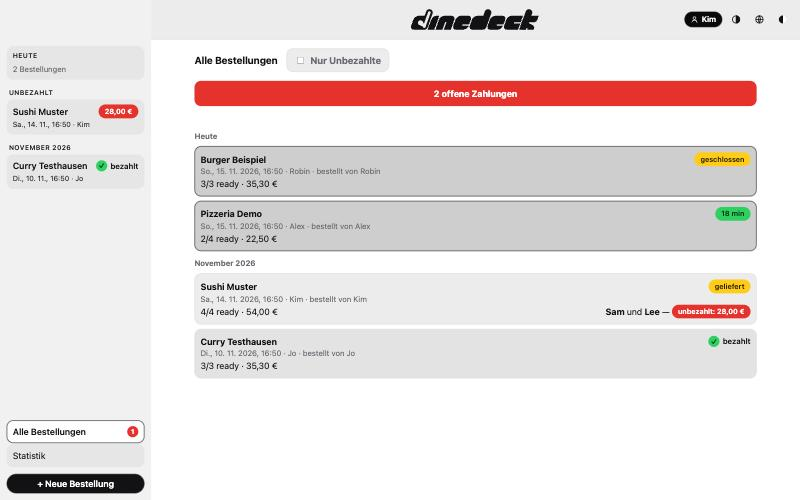 dinedeck
Kim
HEUTE
2 Bestellungen
UNBEZAHLT
Sushi Muster 28,00 €
Sa., 14. 11., 16:50 · Kim
NOVEMBER 2026
Curry Testhausen bezahlt
Di., 10. 11., 16:50 · Jo
Alle Bestellungen 1
Statistik
+ Neue Bestellung
Alle Bestellungen Nur Unbezahlte
2 offene Zahlungen
Heute
Burger Beispiel geschlossen
So., 15. 11. 2026, 16:50 · Robin · bestellt von Robin
3/3 ready · 35,30 €
Pizzeria Demo 18 min
So., 15. 11. 2026, 16:50 · Alex · bestellt von Alex
2/4 ready · 22,50 €
November 2026
Sushi Muster geliefert
Sa., 14. 11. 2026, 16:50 · Kim · bestellt von Kim
4/4 ready · 54,00 € Sam und Lee — unbezahlt: 28,00 €
Curry Testhausen bezahlt
Di., 10. 11. 2026, 16:50 · Jo · bestellt von Jo
3/3 ready · 35,30 €